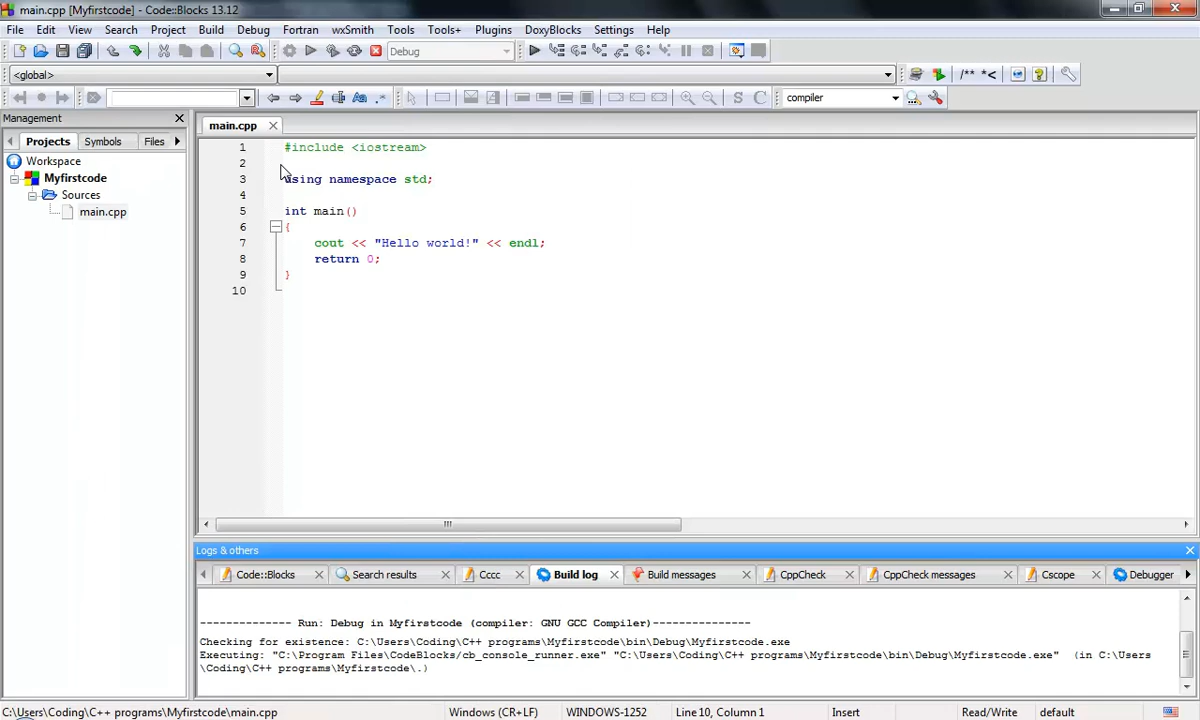 main.cpp [Myfirstcode] - Code::Blocks 13.12
File Edit View Search Project Build Debug Fortran wxSmith Tools Tools+ Plugins DoxyBlocks Settings Help
Debug
<global>
/** *<
compiler
Management
Projects Symbols Files
Workspace
Myfirstcode
Sources
main.cpp
main.cpp
1 #include <iostream>
2
3 using namespace std;
4
5 int main()
6 {
7 cout << "Hello world!" << endl;
8 return 0;
9 }
10
Logs & others
Code::Blocks Search results Cccc Build log Build messages CppCheck CppCheck messages Cscope Debugger
-------------- Run: Debug in Myfirstcode (compiler: GNU GCC Compiler)---------------
Checking for existence: C:\Users\Coding\C++ programs\Myfirstcode\bin\Debug\Myfirstcode.exe
Executing: "C:\Program Files\CodeBlocks/cb_console_runner.exe" "C:\Users\Coding\C++ programs\Myfirstcode\bin\Debug\Myfirstcode.exe"  (in C:\Users
\Coding\C++ programs\Myfirstcode\.)
C:\Users\Coding\C++ programs\Myfirstcode\main.cpp Windows (CR+LF) WINDOWS-1252 Line 10, Column 1 Insert Read/Write default